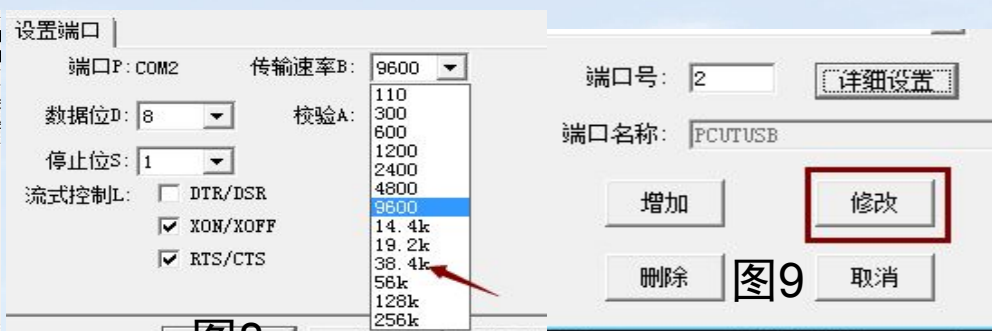 设置端口
端口P: COM2
传输速率B: 9600
110
300
600
1200
2400
4800
9600
14.4k
19.2k
38.4k
56k
128k
256k
数据位D: 8
校验A:
停止位S: 1
流式控制L:
DTR/DSR
XON/XOFF
RTS/CTS
端口号: 2
详细设置
端口名称: PCUTUSB
增加
修改
删除
图9
取消